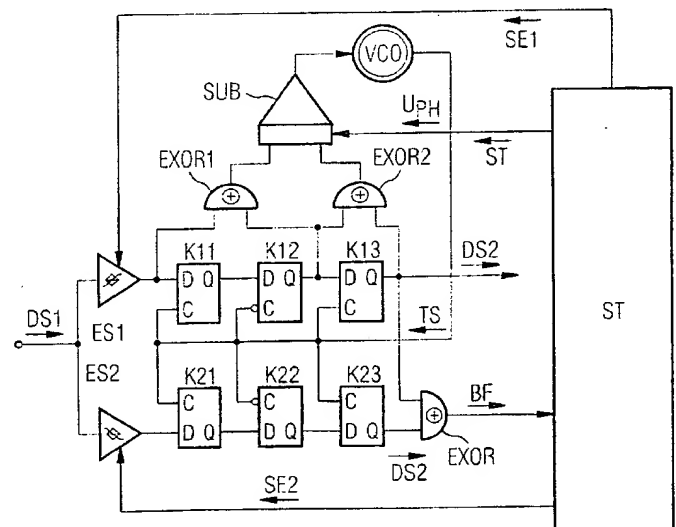 SE1
VCO
SUB
UPH
ST
EXOR1
EXOR2
K11
K12
K13
D Q
D Q
D Q
DS2
C
C
C
ST
DS1
ES1
TS
ES2
K21
K22
K23
BF
C
C
C
D Q
D Q
D Q
DS2
EXOR
SE2